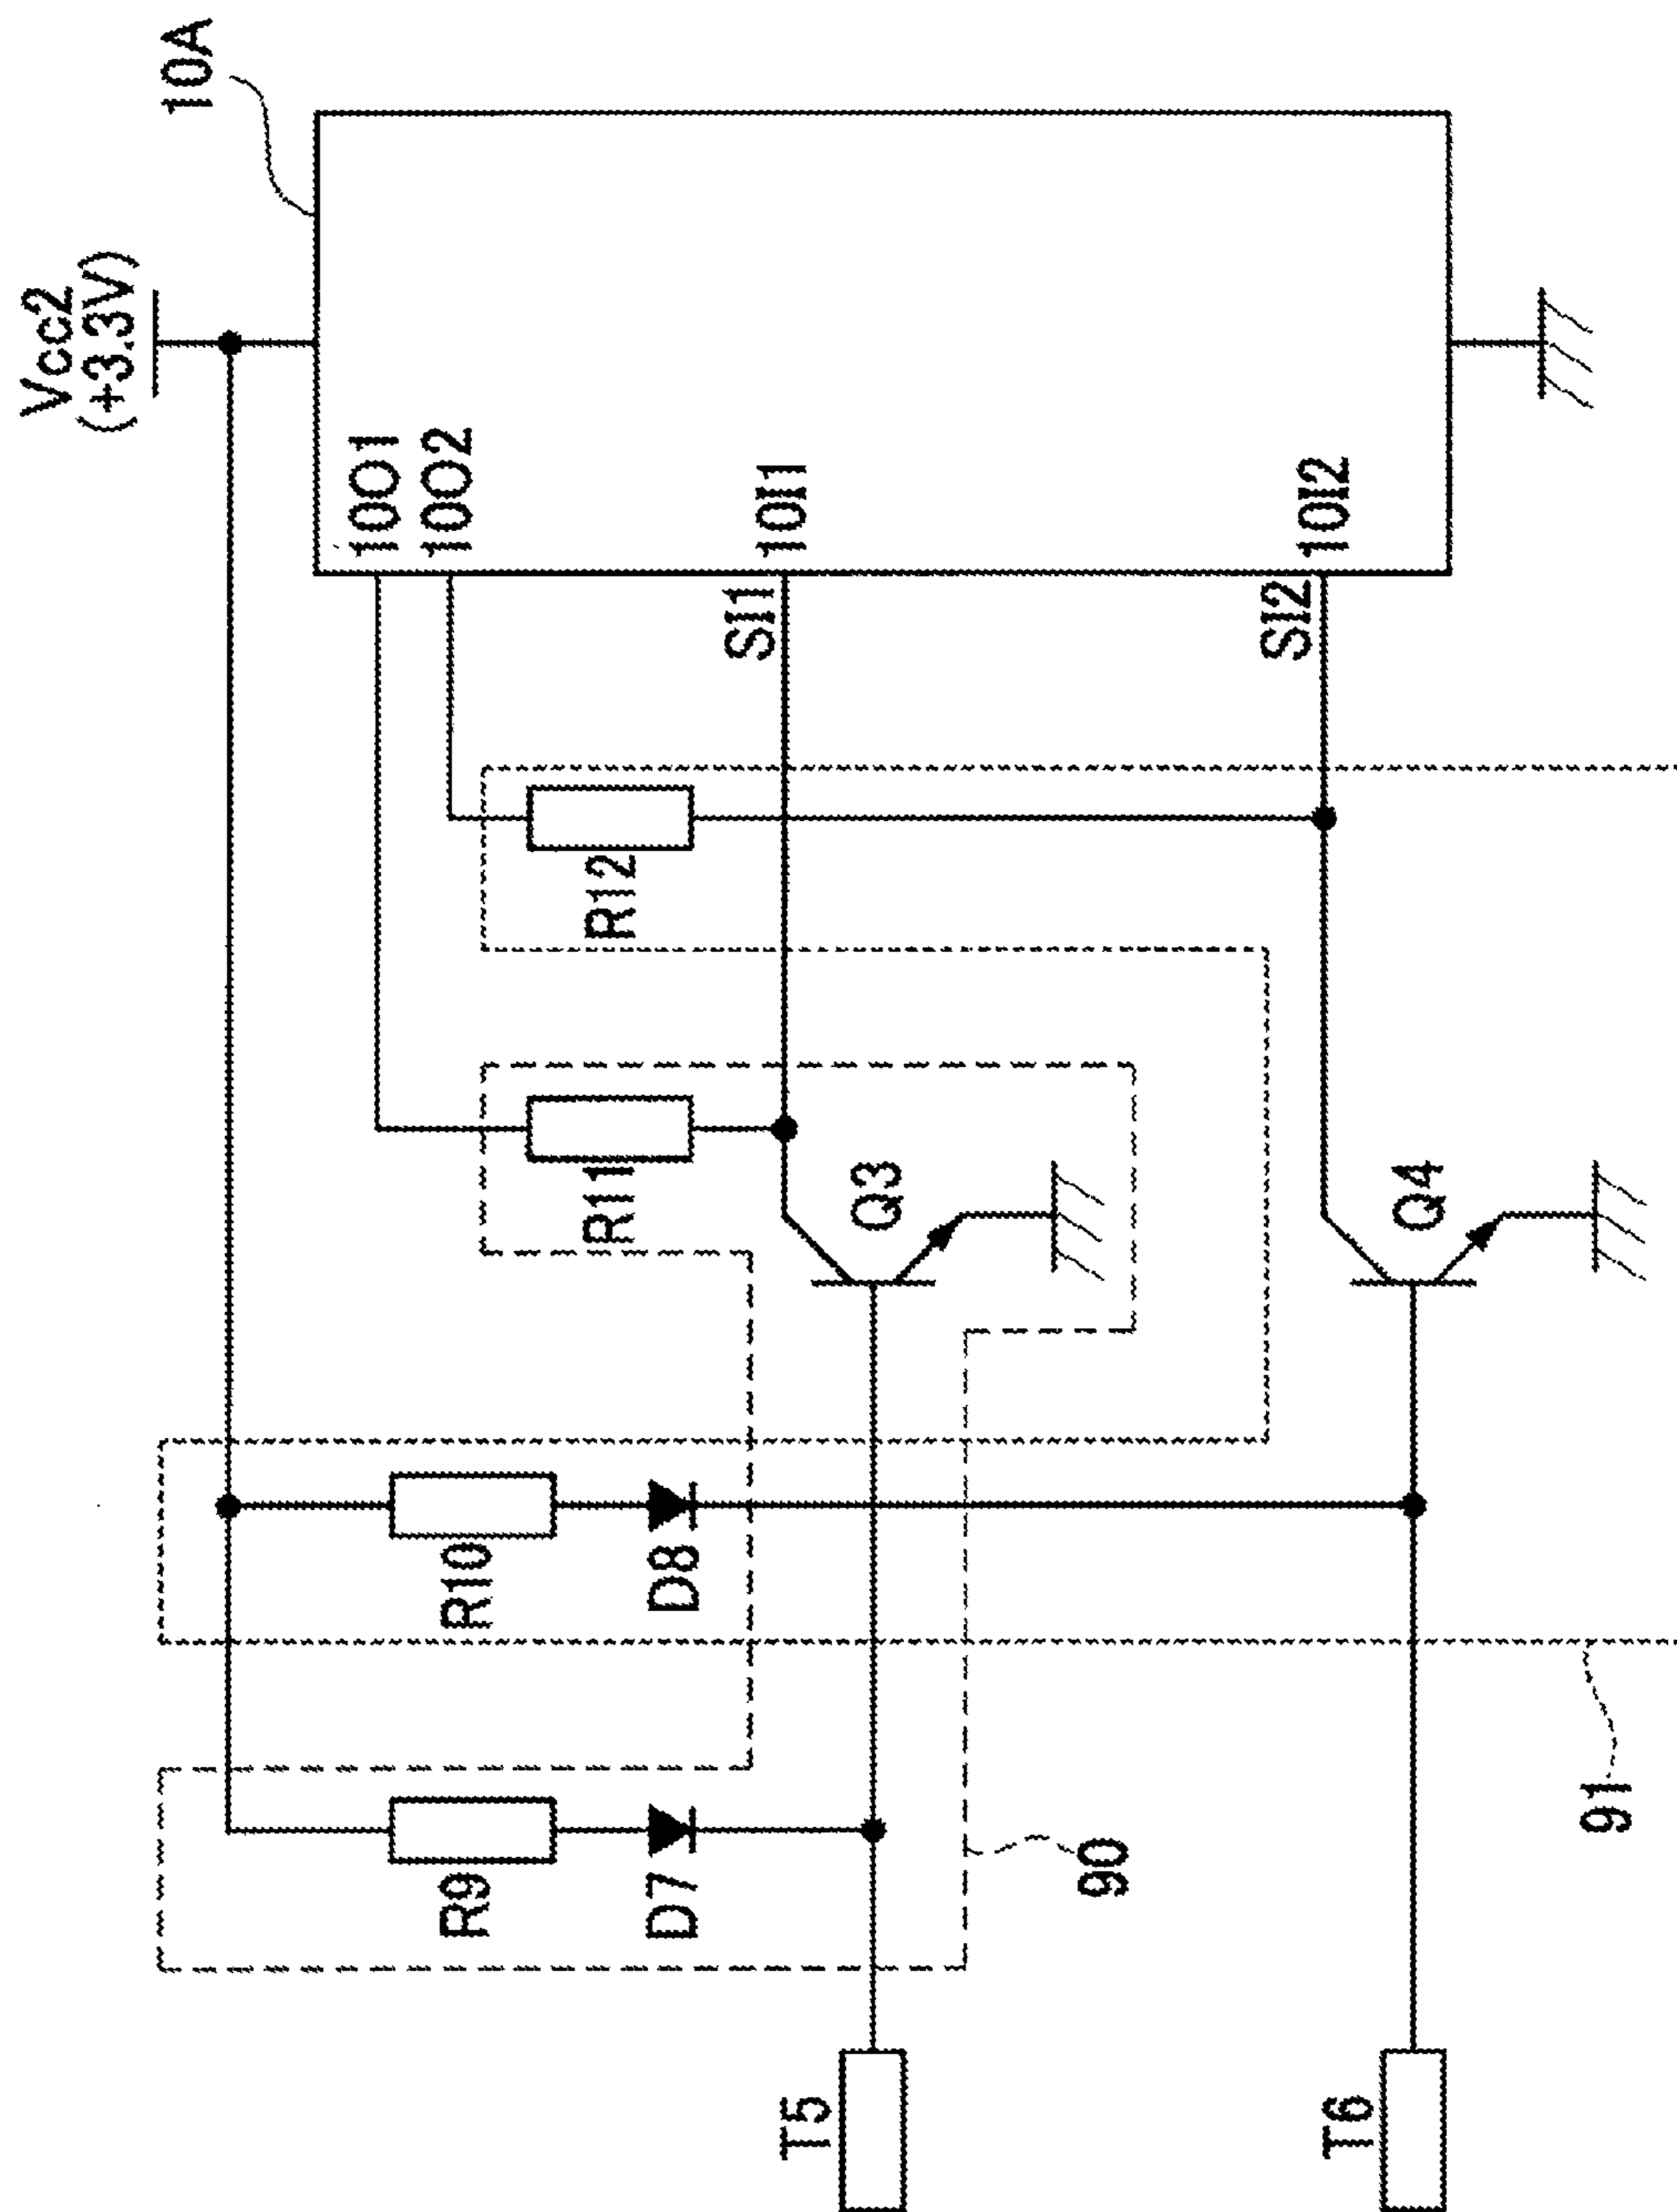 Vcc2
(+3.3V)
10A
10O1
10O2
10I1
10I2
SI1
SI2
R12
R11
Q3
Q4
R10
D8
R9
D7
90
91
T5
T6